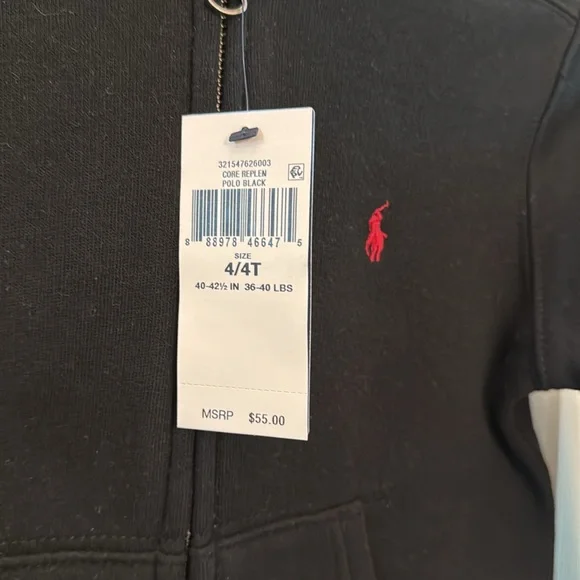 321547626003
CORE REPLEN
POLO BLACK
8 88978 46647 5
SIZE
4/4T
40-42½ IN 36-40 LBS
MSRP $55.00